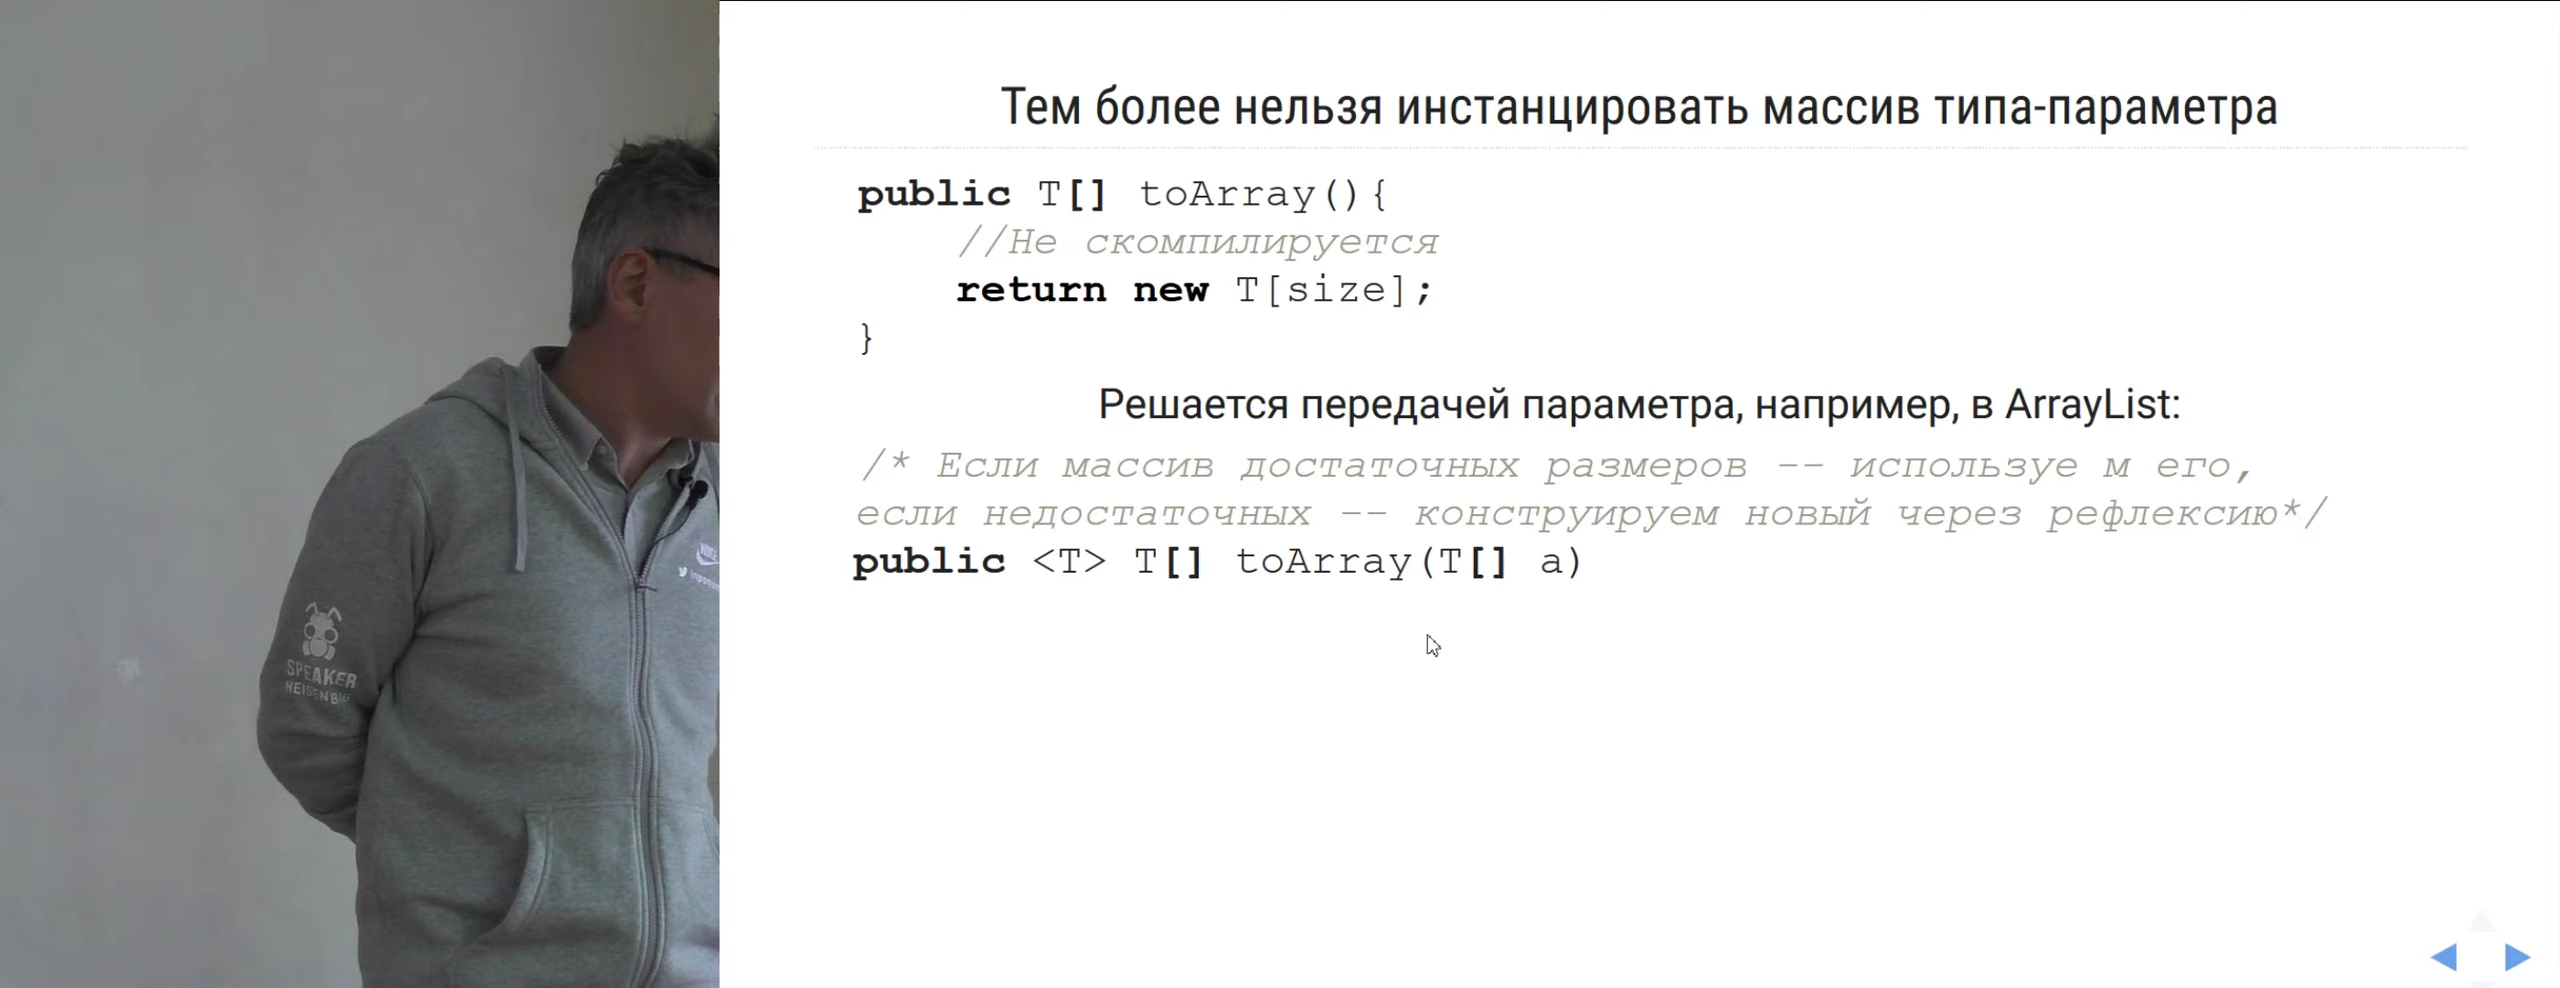 Тем более нельзя инстанцировать массив типа-параметра
public T[] toArray(){
//Не скомпилируется
return new T[size];
}
Решается передачей параметра, например, в ArrayList:
/* Если массив достаточных размеров -- используе м его,
если недостаточных -- конструируем новый через рефлексию*/
public <T> T[] toArray(T[] a)
SPEAKER